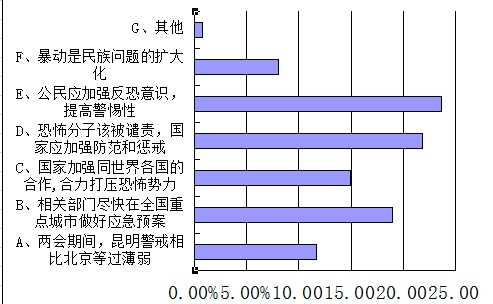 G、其他
F、暴动是民族问题的扩大
化
E、公民应加强反恐意识，
提高警惕性
D、恐怖分子该被谴责，国
家应加强防范和惩戒
C、国家加强同世界各国的
合作,合力打压恐怖势力
B、相关部门尽快在全国重
点城市做好应急预案
A、两会期间，昆明警戒相
比北京等过薄弱
0.00%5.00%10.0015.0020.0025.00